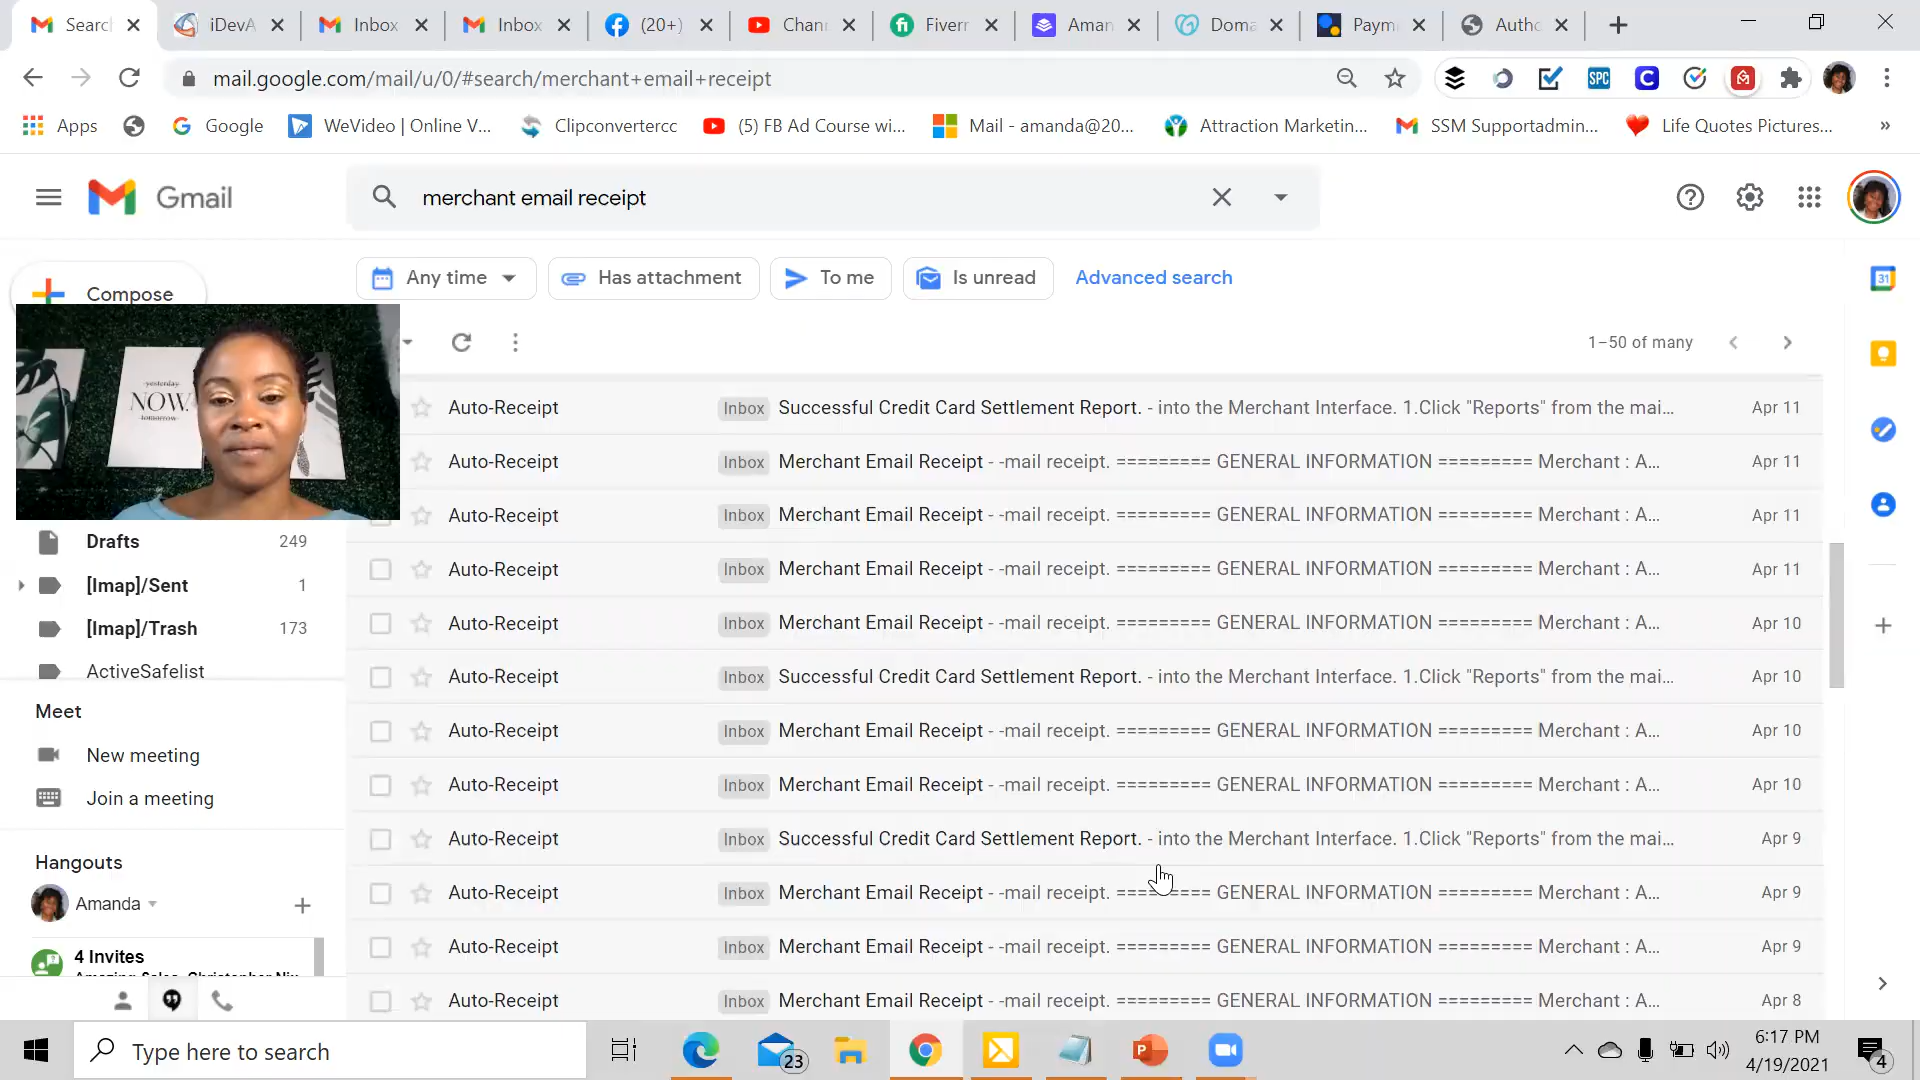 Searc
iDevA
Inbox
Inbox
(20+)
Chan
Fiverr
Aman
Doma
Paym
Autho
mail.google.com/mail/u/0/#search/merchant+email+receipt
SPC
Apps
Google
WeVideo | Online V...
Clipconvertercc
(5) FB Ad Course wi...
Mail - amanda@20...
Attraction Marketin...
SSM Supportadmin...
Life Quotes Pictures...
Gmail
merchant email receipt
Compose
Any time
Has attachment
To me
Is unread
Advanced search
1–50 of many
31
-yesterday-
NOW.
-tomorrow-
Auto-Receipt Inbox Successful Credit Card Settlement Report. - into the Merchant Interface. 1.Click "Reports" from the mai... Apr 11
Auto-Receipt Inbox Merchant Email Receipt - -mail receipt. ========= GENERAL INFORMATION ========= Merchant : A... Apr 11
Auto-Receipt Inbox Merchant Email Receipt - -mail receipt. ========= GENERAL INFORMATION ========= Merchant : A... Apr 11
Auto-Receipt Inbox Merchant Email Receipt - -mail receipt. ========= GENERAL INFORMATION ========= Merchant : A... Apr 11
Auto-Receipt Inbox Merchant Email Receipt - -mail receipt. ========= GENERAL INFORMATION ========= Merchant : A... Apr 10
Auto-Receipt Inbox Successful Credit Card Settlement Report. - into the Merchant Interface. 1.Click "Reports" from the mai... Apr 10
Auto-Receipt Inbox Merchant Email Receipt - -mail receipt. ========= GENERAL INFORMATION ========= Merchant : A... Apr 10
Auto-Receipt Inbox Merchant Email Receipt - -mail receipt. ========= GENERAL INFORMATION ========= Merchant : A... Apr 10
Auto-Receipt Inbox Successful Credit Card Settlement Report. - into the Merchant Interface. 1.Click "Reports" from the mai... Apr 9
Auto-Receipt Inbox Merchant Email Receipt - -mail receipt. ========= GENERAL INFORMATION ========= Merchant : A... Apr 9
Auto-Receipt Inbox Merchant Email Receipt - -mail receipt. ========= GENERAL INFORMATION ========= Merchant : A... Apr 9
Auto-Receipt Inbox Merchant Email Receipt - -mail receipt. ========= GENERAL INFORMATION ========= Merchant : A... Apr 8
Drafts 249
[Imap]/Sent 1
[Imap]/Trash 173
ActiveSafelist
Meet
New meeting
Join a meeting
Hangouts
Amanda
4 Invites
Amazing Sales, Christopher Nix
Type here to search
23
6:17 PM
4/19/2021
4